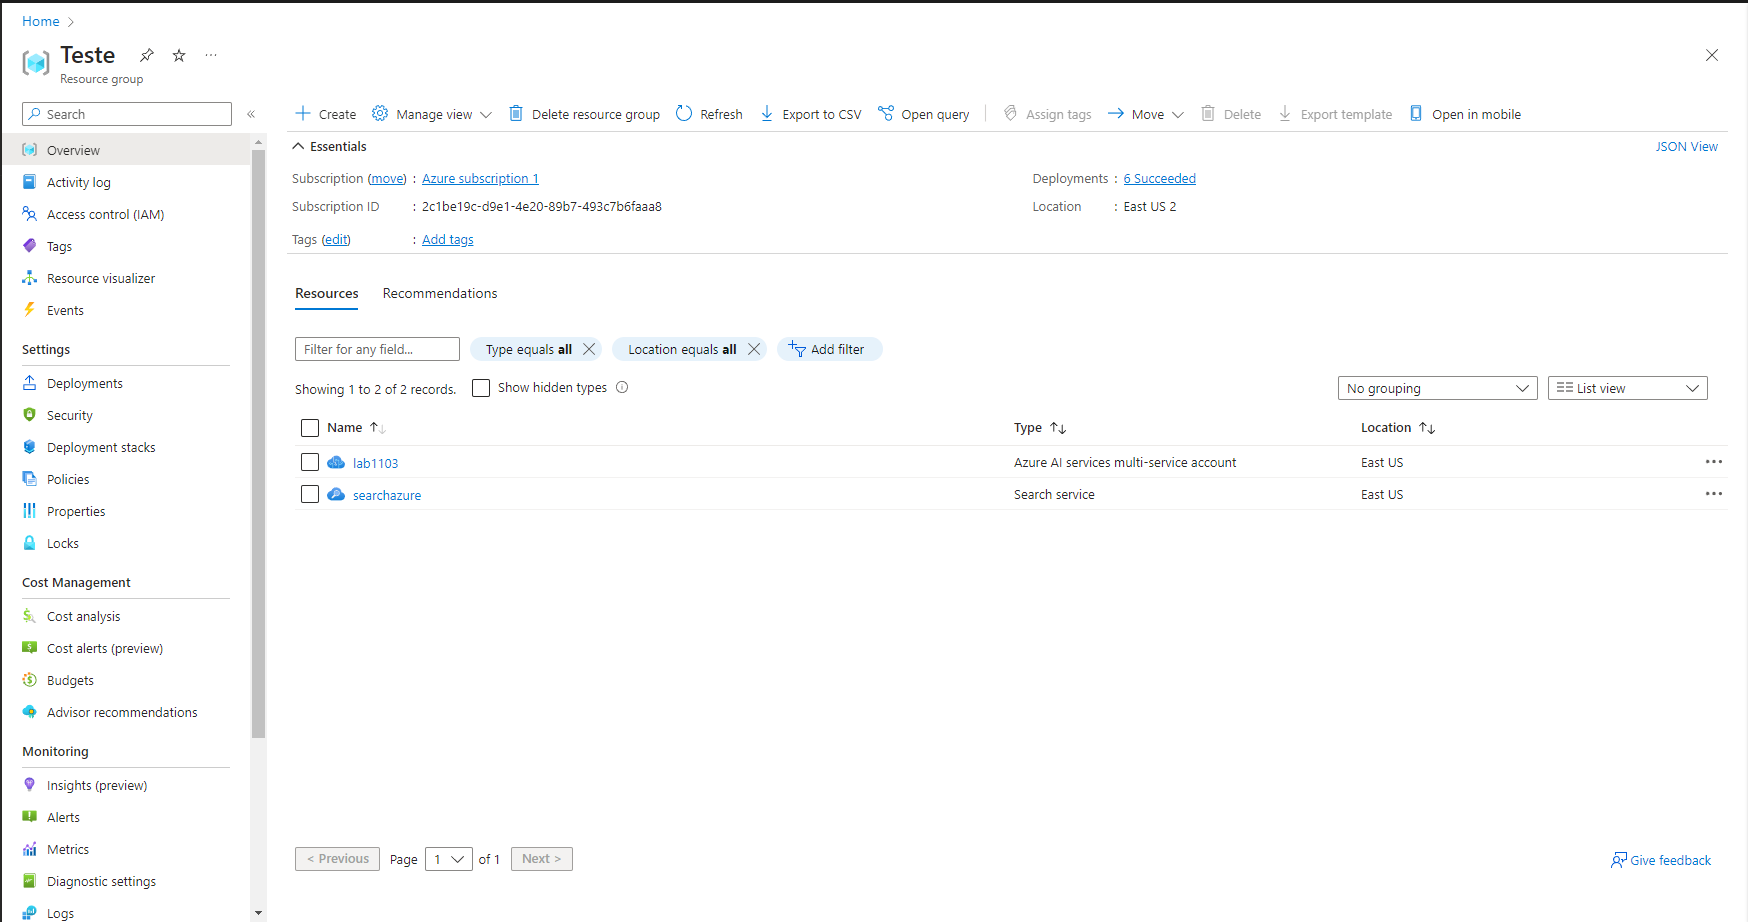 Home
Teste
Resource group
Search
Create
Manage view
Delete resource group
Refresh
Export to CSV
Open query
Assign tags
Move
Delete
Export template
Open in mobile
Overview
Activity log
Access control (IAM)
Tags
Resource visualizer
Events
Settings
Deployments
Security
Deployment stacks
Policies
Properties
Locks
Cost Management
Cost analysis
Cost alerts (preview)
Budgets
Advisor recommendations
Monitoring
Insights (preview)
Alerts
Metrics
Diagnostic settings
Logs
Essentials
JSON View
Subscription (move) : Azure subscription 1
Subscription ID : 2c1be19c-d9e1-4e20-89b7-493c7b6faaa8
Tags (edit) : Add tags
Deployments : 6 Succeeded
Location : East US 2
Resources
Recommendations
Filter for any field...
Type equals all
Location equals all
Add filter
Showing 1 to 2 of 2 records.
Show hidden types
No grouping
List view
Name Type Location
lab1103 Azure AI services multi-service account East US
searchazure Search service East US
< Previous Page 1 of 1 Next >
Give feedback